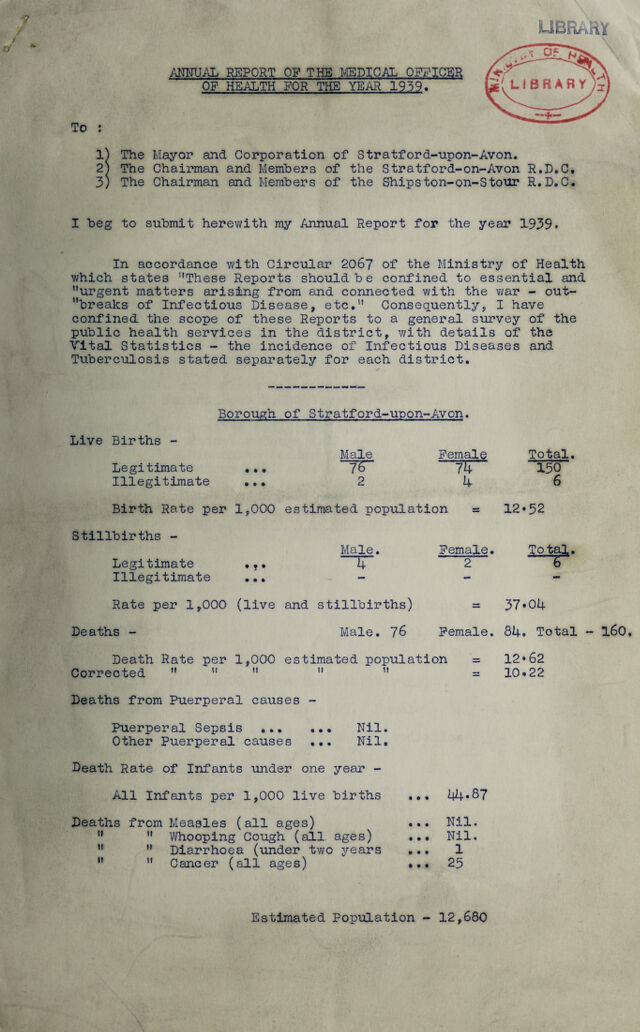 LIBRARY
MINISTRY OF HEALTH
LIBRARY
ANNUAL REPORT OF THE MEDICAL OFFICER
OF HEALTH FOR THE YEAR 1939.
To :
1) The Mayor and Corporation of Stratford-upon-Avon.
2) The Chairman and Members of the Stratford-on-Avon R.D.C.
3) The Chairman and Members of the Shipston-on-Stour R.D.C.
I beg to submit herewith my Annual Report for the year 1939.
In accordance with Circular 2067 of the Ministry of Health
which states "These Reports should be confined to essential and
"urgent matters arising from and connected with the war - out-
"breaks of Infectious Disease, etc." Consequently, I have
confined the scope of these Reports to a general survey of the
public health services in the district, with details of the
Vital Statistics - the incidence of Infectious Diseases and
Tuberculosis stated separately for each district.
------------
Borough of Stratford-upon-Avon.
Live Births -
Male Female Total.
Legitimate ... 76 74 150
Illegitimate ... 2 4 6
Birth Rate per 1,000 estimated population = 12.52
Stillbirths -
Male. Female. Total.
Legitimate ... 4 2 6
Illegitimate ... - - -
Rate per 1,000 (live and stillbirths) = 37.04
Deaths - Male. 76 Female. 84. Total - 160.
Death Rate per 1,000 estimated population = 12.62
Corrected " " " " " = 10.22
Deaths from Puerperal causes -
Puerperal Sepsis ... ... Nil.
Other Puerperal causes ... Nil.
Death Rate of Infants under one year -
All Infants per 1,000 live births ... 44.87
Deaths from Measles (all ages) ... Nil.
" " Whooping Cough (all ages) ... Nil.
" " Diarrhoea (under two years ... 1
" " Cancer (all ages) ... 25
Estimated Population - 12,680